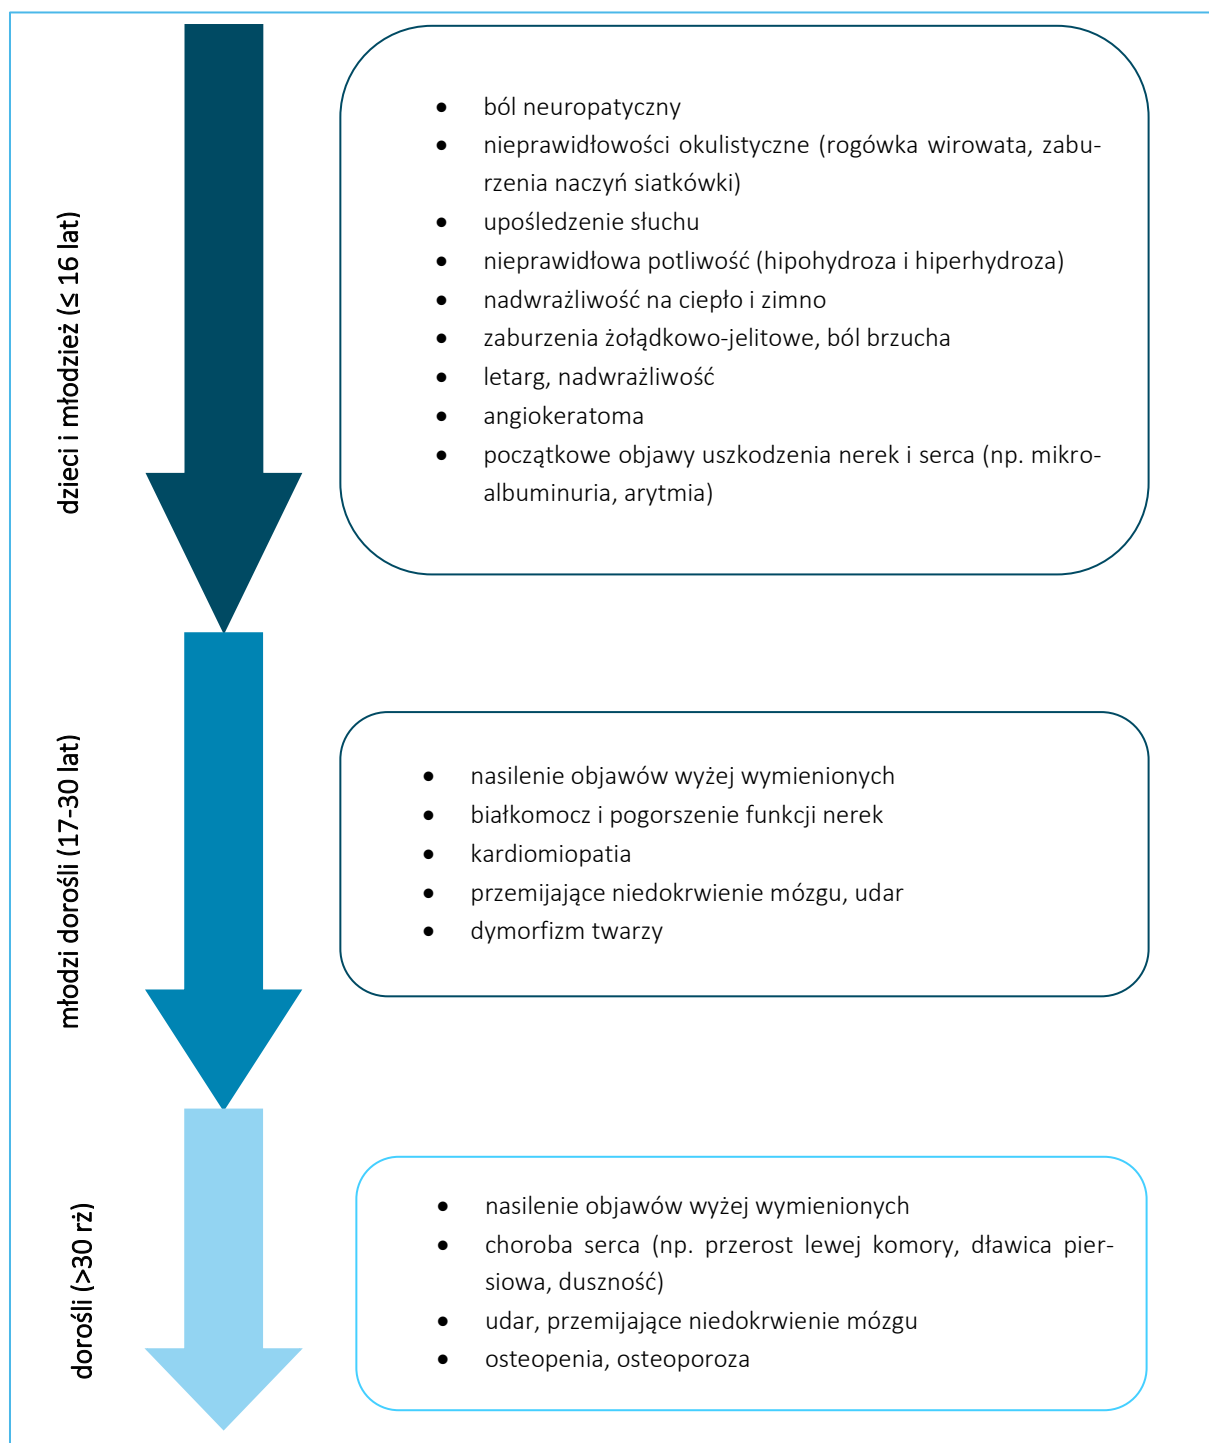 dzieci i młodzież (≤ 16 lat)
• ból neuropatyczny
• nieprawidłowości okulistyczne (rogówka wirowata, zabu-
rzenia naczyń siatkówki)
• upośledzenie słuchu
• nieprawidłowa potliwość (hipohydroza i hiperhydroza)
• nadwrażliwość na ciepło i zimno
• zaburzenia żołądkowo-jelitowe, ból brzucha
• letarg, nadwrażliwość
• angiokeratoma
• początkowe objawy uszkodzenia nerek i serca (np. mikro-
albuminuria, arytmia)
młodzi dorośli (17-30 lat)
• nasilenie objawów wyżej wymienionych
• białkomocz i pogorszenie funkcji nerek
• kardiomiopatia
• przemijające niedokrwienie mózgu, udar
• dymorfizm twarzy
dorośli (>30 rż)
• nasilenie objawów wyżej wymienionych
• choroba serca (np. przerost lewej komory, dławica pier-
siowa, duszność)
• udar, przemijające niedokrwienie mózgu
• osteopenia, osteoporoza